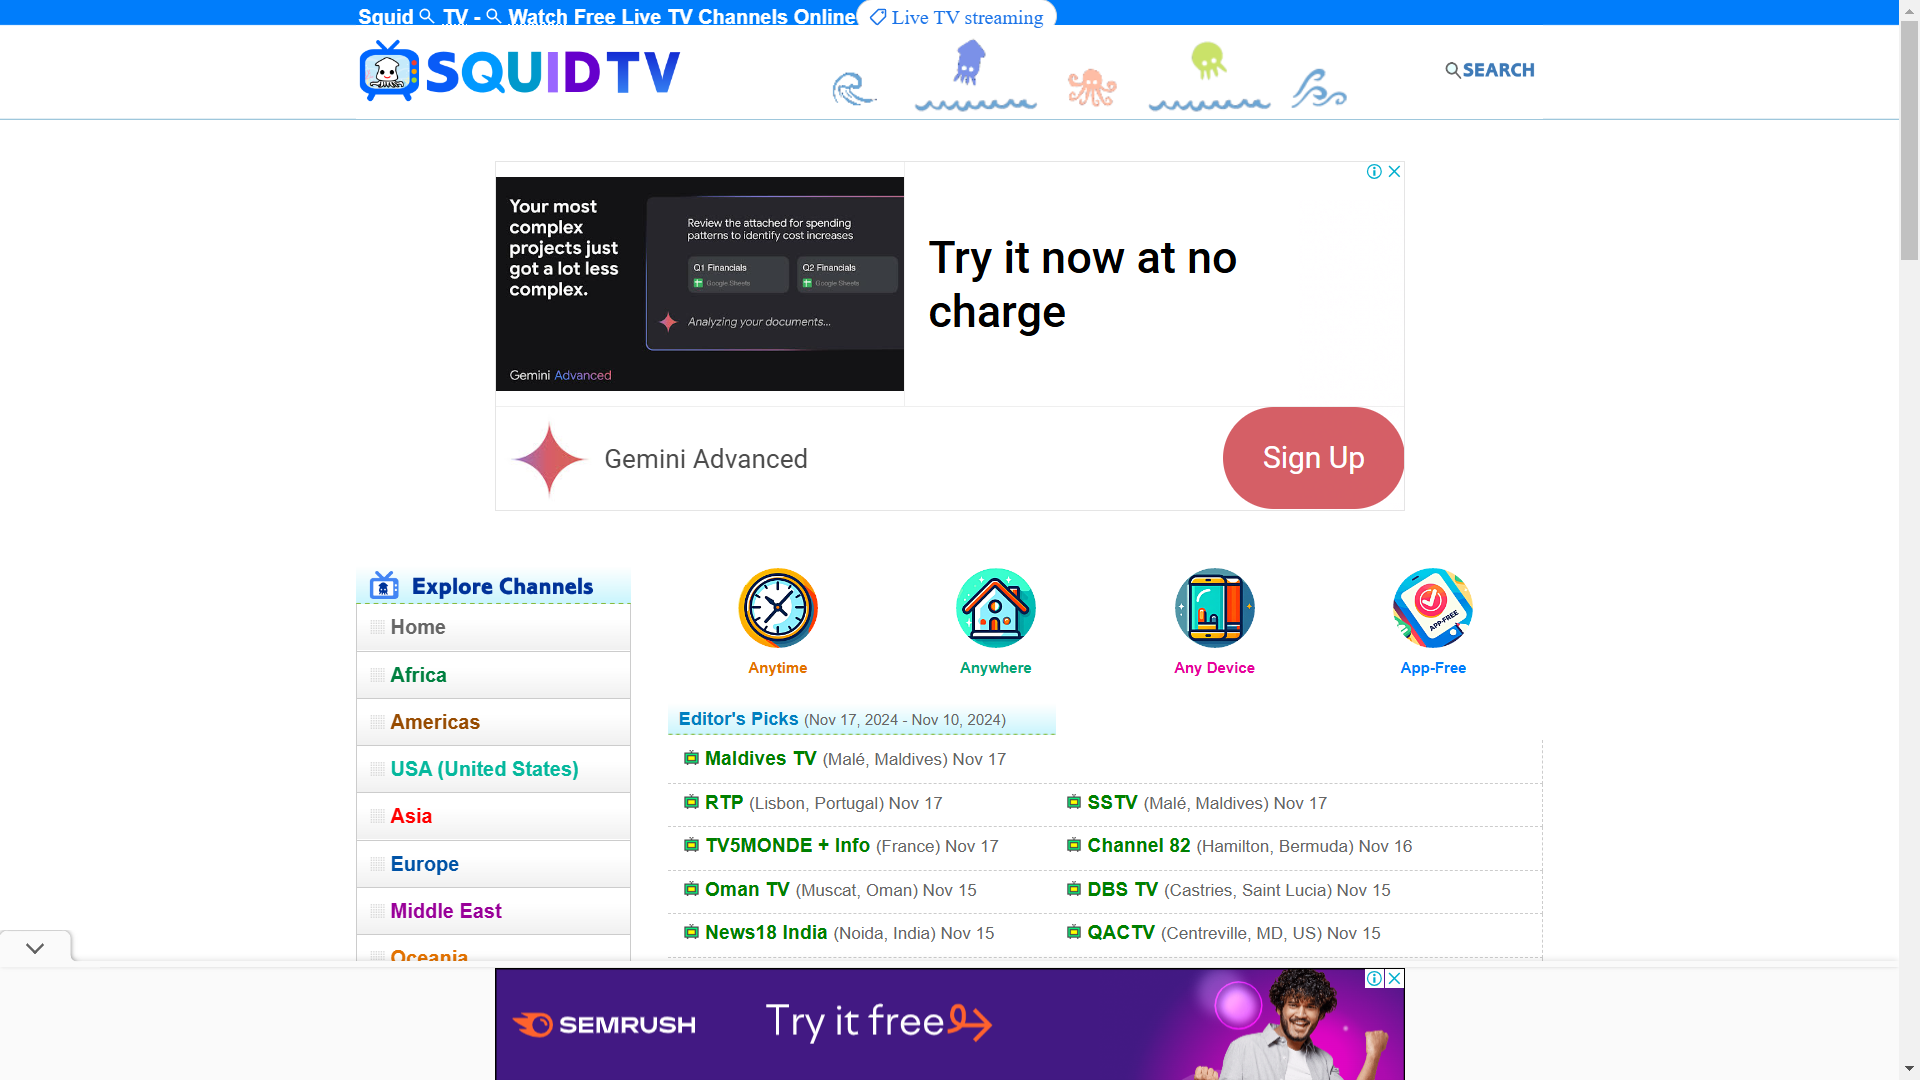 Squid TV - Watch Free Live TV Channels Online
Live TV streaming
SQUIDTV
SEARCH
Your most
complex
projects just
got a lot less
complex.
Review the attached for spending
patterns to identify cost increases
Q1 Financials
Google Sheets
Q2 Financials
Google Sheets
Analyzing your documents...
Gemini Advanced
Try it now at no
charge
Gemini Advanced
Sign Up
Explore Channels
Home
Africa
Americas
USA (United States)
Asia
Europe
Middle East
Oceania
APP-FREE
Anytime
Anywhere
Any Device
App-Free
Editor's Picks (Nov 17, 2024 - Nov 10, 2024)
Maldives TV (Malé, Maldives) Nov 17
RTP (Lisbon, Portugal) Nov 17
SSTV (Malé, Maldives) Nov 17
TV5MONDE + Info (France) Nov 17
Channel 82 (Hamilton, Bermuda) Nov 16
Oman TV (Muscat, Oman) Nov 15
DBS TV (Castries, Saint Lucia) Nov 15
News18 India (Noida, India) Nov 15
QACTV (Centreville, MD, US) Nov 15
SEMRUSH
Try it free